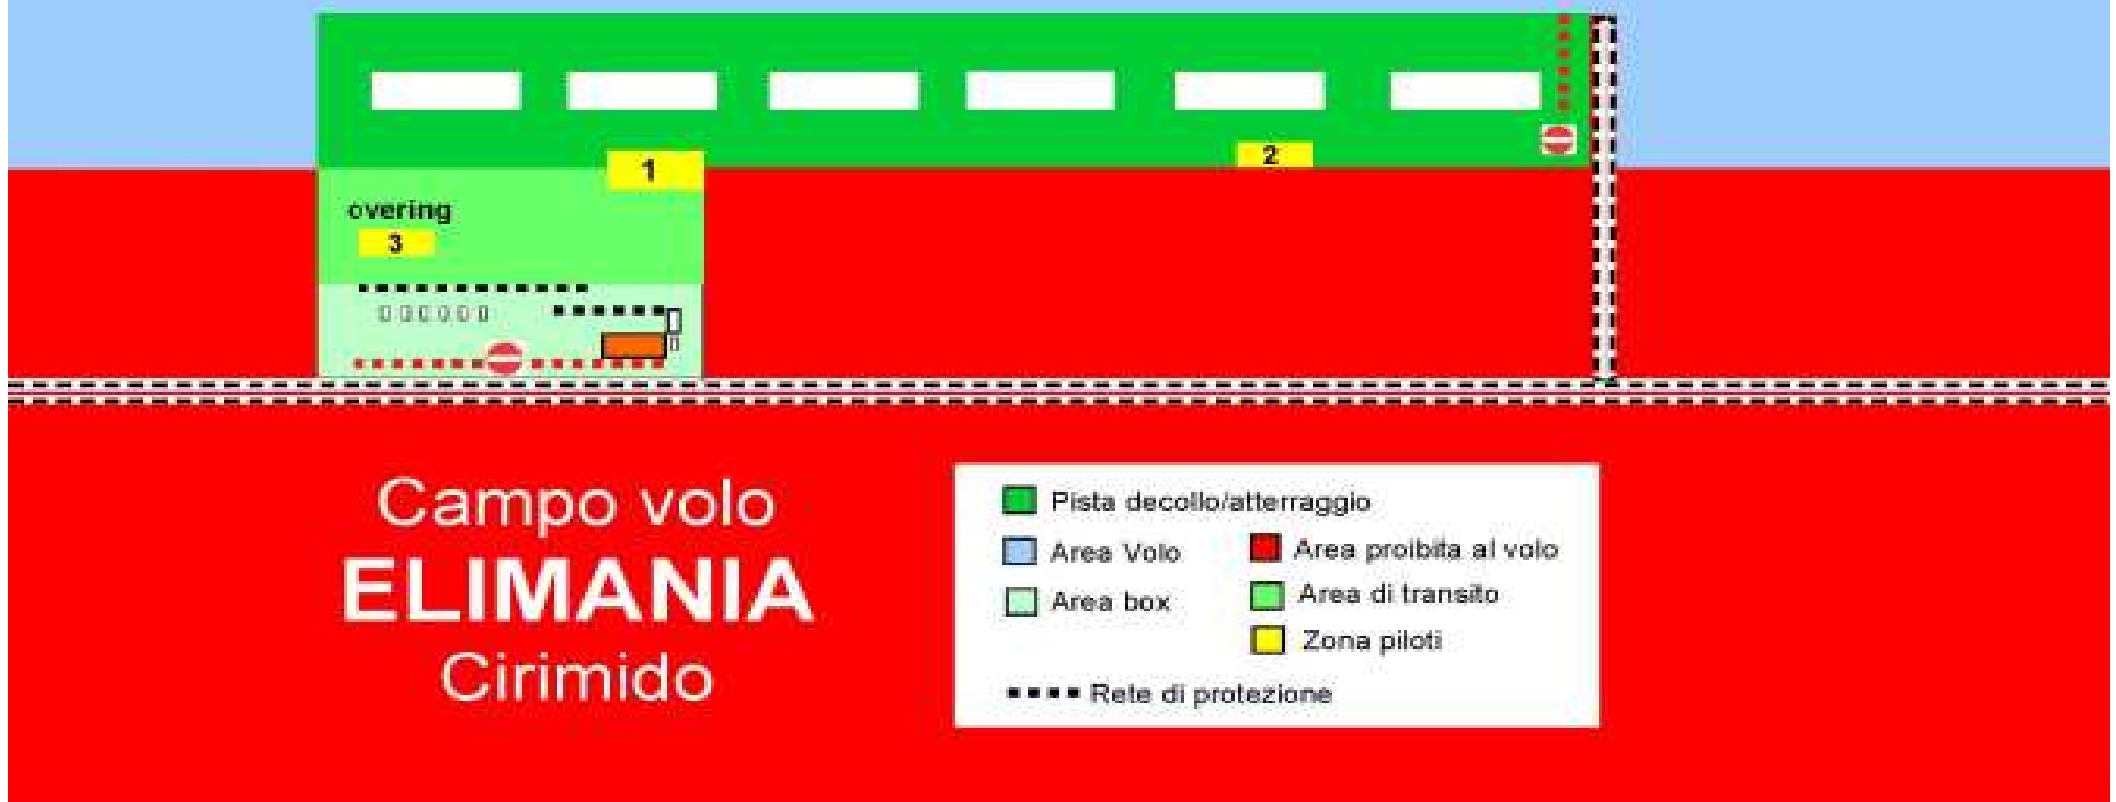 1
2
overing
3
Campo volo
ELIMANIA
Cirimido
Pista decollo/atterraggio
Area Volo
Area proibita al volo
Area box
Area di transito
Zona piloti
Rete di protezione